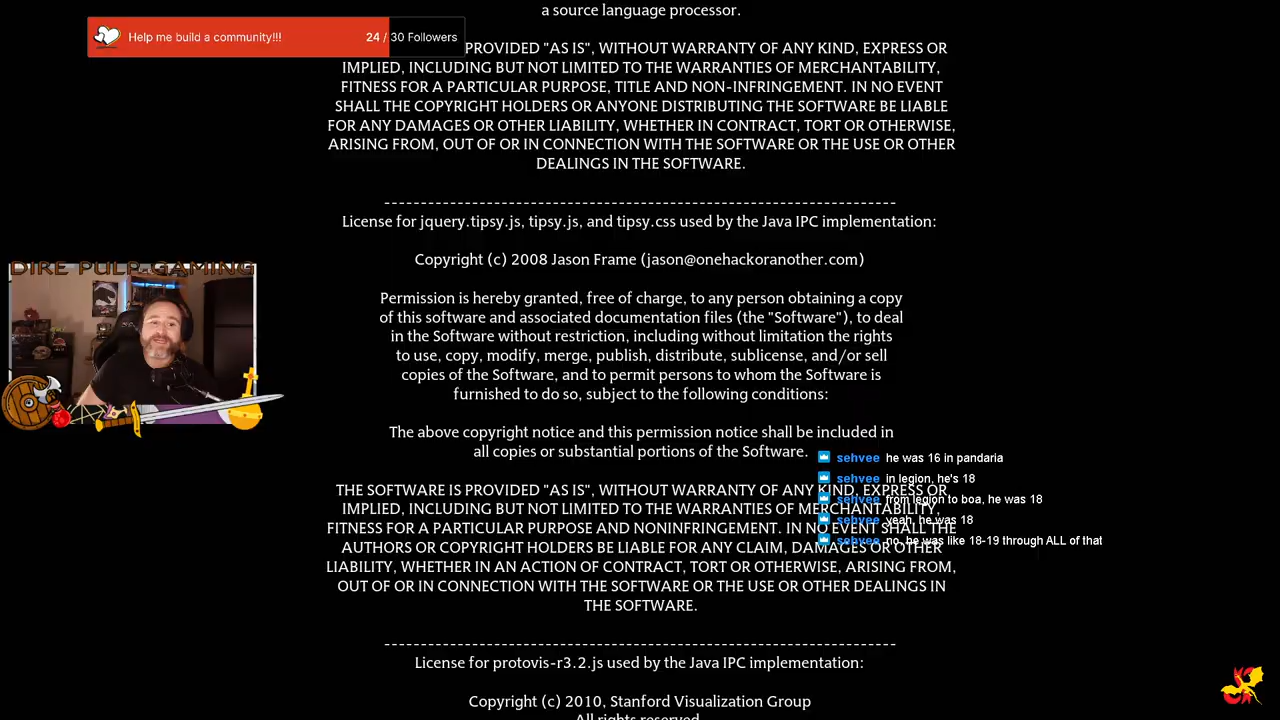 a source language processor.
Help me build a community!!!
24 / 30 Followers
PROVIDED "AS IS", WITHOUT WARRANTY OF ANY KIND, EXPRESS OR
IMPLIED, INCLUDING BUT NOT LIMITED TO THE WARRANTIES OF MERCHANTABILITY,
FITNESS FOR A PARTICULAR PURPOSE, TITLE AND NON-INFRINGEMENT. IN NO EVENT
SHALL THE COPYRIGHT HOLDERS OR ANYONE DISTRIBUTING THE SOFTWARE BE LIABLE
FOR ANY DAMAGES OR OTHER LIABILITY, WHETHER IN CONTRACT, TORT OR OTHERWISE,
ARISING FROM, OUT OF OR IN CONNECTION WITH THE SOFTWARE OR THE USE OR OTHER
DEALINGS IN THE SOFTWARE.
-----------------------------------------------------------------------
License for jquery.tipsy.js, tipsy.js, and tipsy.css used by the Java IPC implementation:
Copyright (c) 2008 Jason Frame (jason@onehackoranother.com)
DIRE PULP GAMING
Permission is hereby granted, free of charge, to any person obtaining a copy
of this software and associated documentation files (the "Software"), to deal
in the Software without restriction, including without limitation the rights
to use, copy, modify, merge, publish, distribute, sublicense, and/or sell
copies of the Software, and to permit persons to whom the Software is
furnished to do so, subject to the following conditions:
The above copyright notice and this permission notice shall be included in
all copies or substantial portions of the Software.
sehvee he was 16 in pandaria
sehvee in legion, he's 18
sehvee from legion to boa, he was 18
sehvee yeah, he was 18
sehvee no, he was like 18-19 through ALL of that
THE SOFTWARE IS PROVIDED "AS IS", WITHOUT WARRANTY OF ANY KIND, EXPRESS OR
IMPLIED, INCLUDING BUT NOT LIMITED TO THE WARRANTIES OF MERCHANTABILITY,
FITNESS FOR A PARTICULAR PURPOSE AND NONINFRINGEMENT. IN NO EVENT SHALL THE
AUTHORS OR COPYRIGHT HOLDERS BE LIABLE FOR ANY CLAIM, DAMAGES OR OTHER
LIABILITY, WHETHER IN AN ACTION OF CONTRACT, TORT OR OTHERWISE, ARISING FROM,
OUT OF OR IN CONNECTION WITH THE SOFTWARE OR THE USE OR OTHER DEALINGS IN
THE SOFTWARE.
-----------------------------------------------------------------------
License for protovis-r3.2.js used by the Java IPC implementation:
Copyright (c) 2010, Stanford Visualization Group
All rights reserved